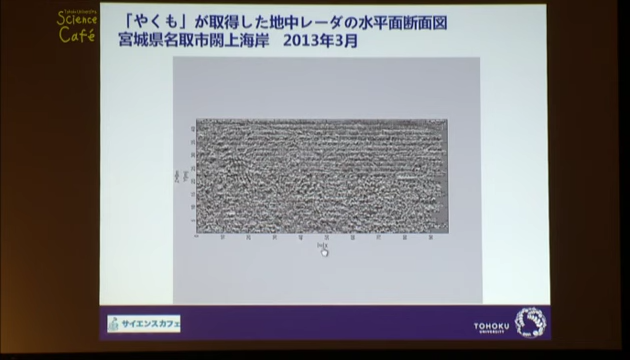 Tohoku University
Science
Café
「やくも」が取得した地中レーダの水平面断面図
宮城県名取市閖上海岸 2013年3月
サイエンスカフェ
TOHOKU
UNIVERSITY